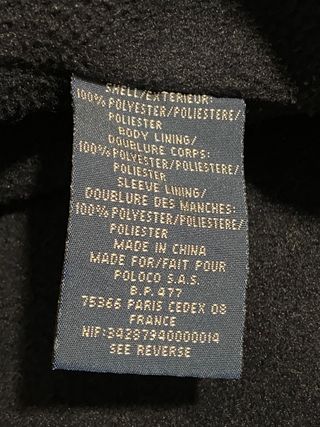 SHELL/EXTERIEUR:
100% POLYESTER/POLIESTERE/
POLIESTER
BODY LINING/
DOUBLURE CORPS:
100% POLYESTER/POLIESTERE/
POLIESTER
SLEEVE LINING/
DOUBLURE DES MANCHES:
100% POLYESTER/POLIESTERE/
POLIESTER
MADE IN CHINA
MADE FOR/FAIT POUR
POLOCO S.A.S.
B.P. 477
75366 PARIS CEDEX 08
FRANCE
NIF:34287940000014
SEE REVERSE